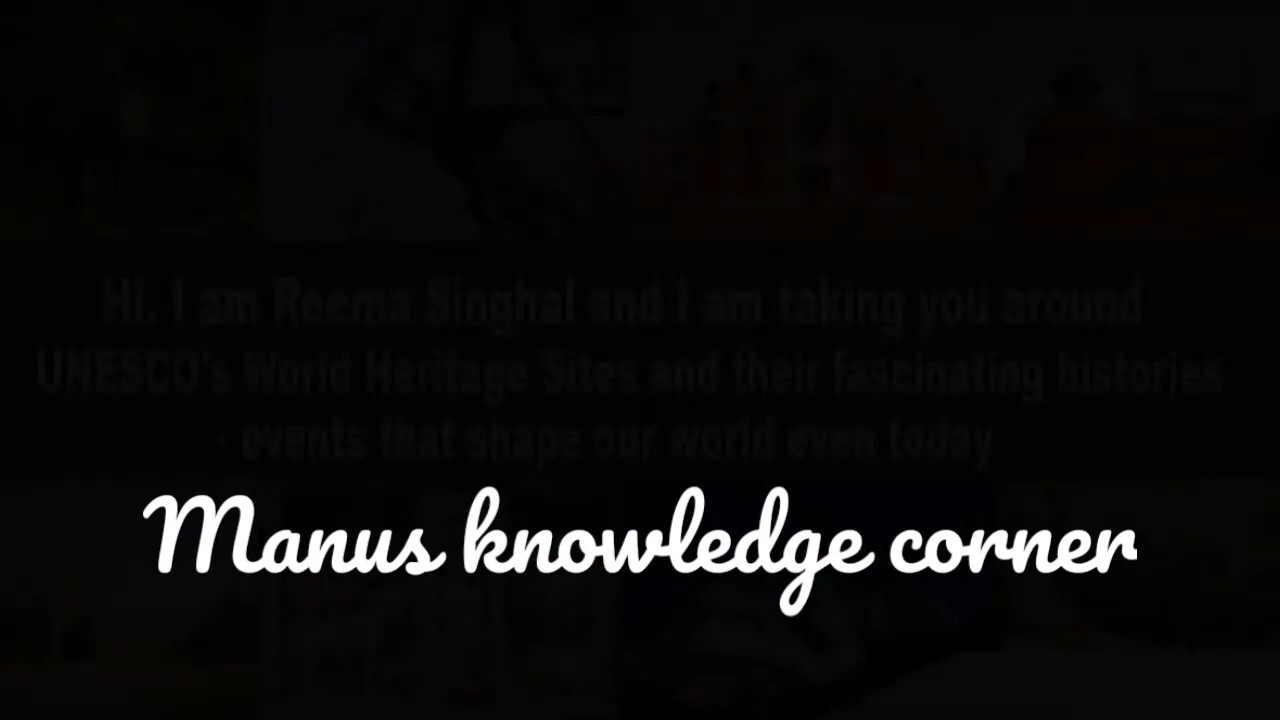 Hi. I am Reema Singhal and I am taking you around
UNESCO's World Heritage Sites and their fascinating histories
- events that shape our world even today
Manus knowledge corner